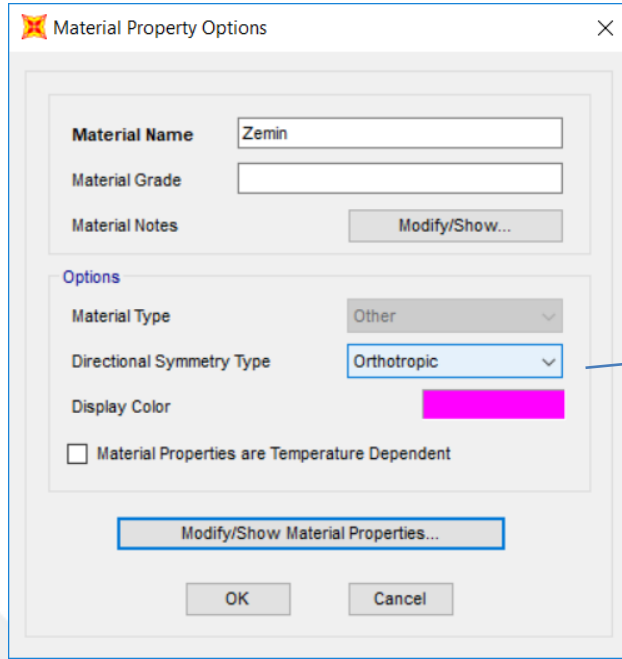 Material Property Options
Material Name Zemin
Material Grade
Material Notes Modify/Show...
Options
Material Type Other
Directional Symmetry Type Orthotropic
Display Color
Material Properties are Temperature Dependent
Modify/Show Material Properties...
OK Cancel